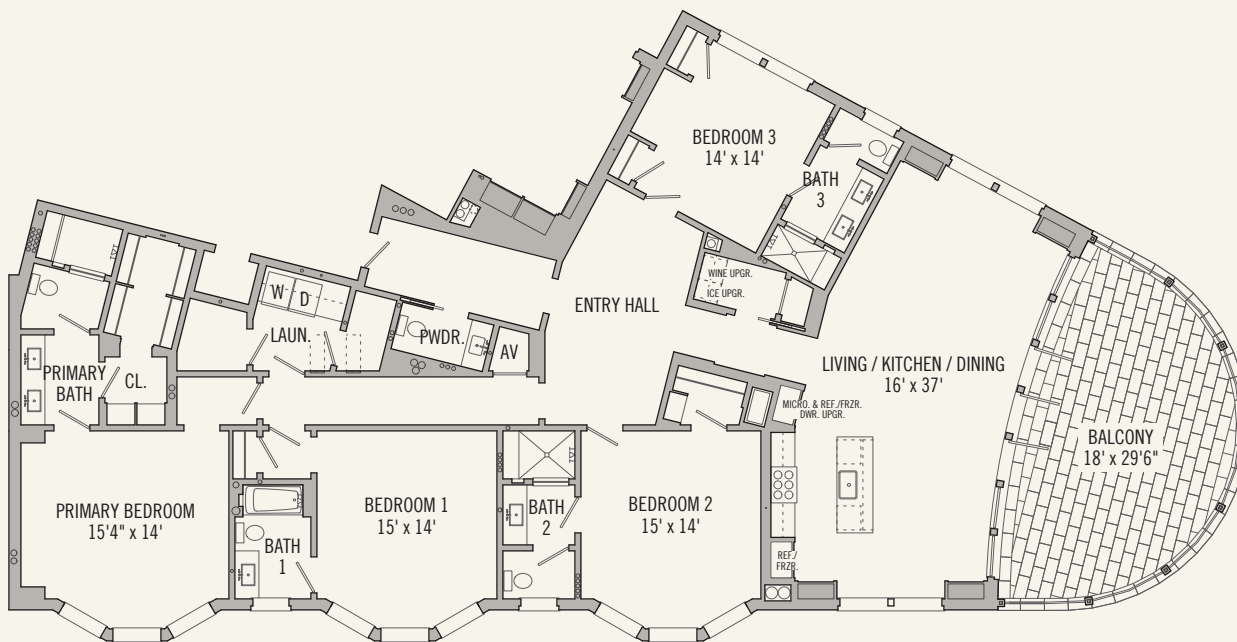 BEDROOM 3
14' x 14'
BATH
3
WINE UPGR.
ICE UPGR.
ENTRY HALL
W D
LAUN.
PWDR.
AV
PRIMARY
BATH
CL.
LIVING / KITCHEN / DINING
16' x 37'
MICRO. & REF./FRZR.
DWR. UPGR.
BALCONY
18' x 29'6"
PRIMARY BEDROOM
15'4" x 14'
BATH
1
BEDROOM 1
15' x 14'
BATH
2
BEDROOM 2
15' x 14'
REF./
FRZR.